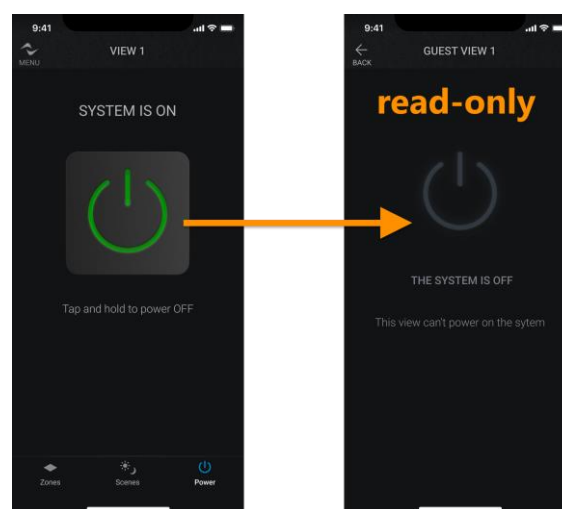 9:41
MENU
VIEW 1
SYSTEM IS ON
Tap and hold to power OFF
Zones
Scenes
Power
9:41
BACK
GUEST VIEW 1
read-only
THE SYSTEM IS OFF
This view can't power on the sytem